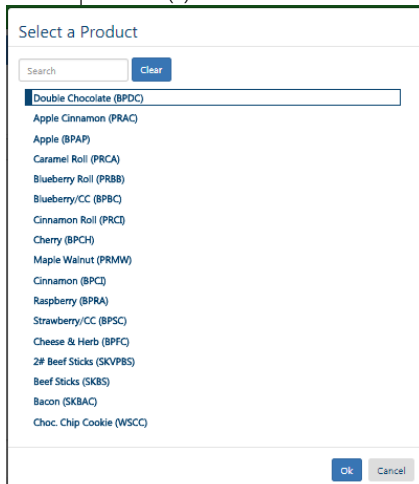 Select a Product
Search
Clear
Double Chocolate (BPDC)
Apple Cinnamon (PRAC)
Apple (BPAP)
Caramel Roll (PRCA)
Blueberry Roll (PRBB)
Blueberry/CC (BPBC)
Cinnamon Roll (PRCI)
Cherry (BPCH)
Maple Walnut (PRMW)
Cinnamon (BPCI)
Raspberry (BPRA)
Strawberry/CC (BPSC)
Cheese & Herb (BPFC)
2# Beef Sticks (SKVPBS)
Beef Sticks (SKBS)
Bacon (SKBAC)
Choc. Chip Cookie (WSCC)
Ok
Cancel